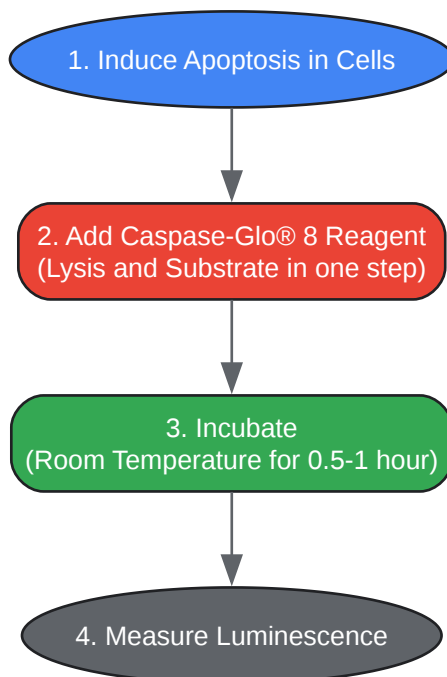 1. Induce Apoptosis in Cells
2. Add Caspase-Glo® 8 Reagent
(Lysis and Substrate in one step)
3. Incubate
(Room Temperature for 0.5-1 hour)
4. Measure Luminescence